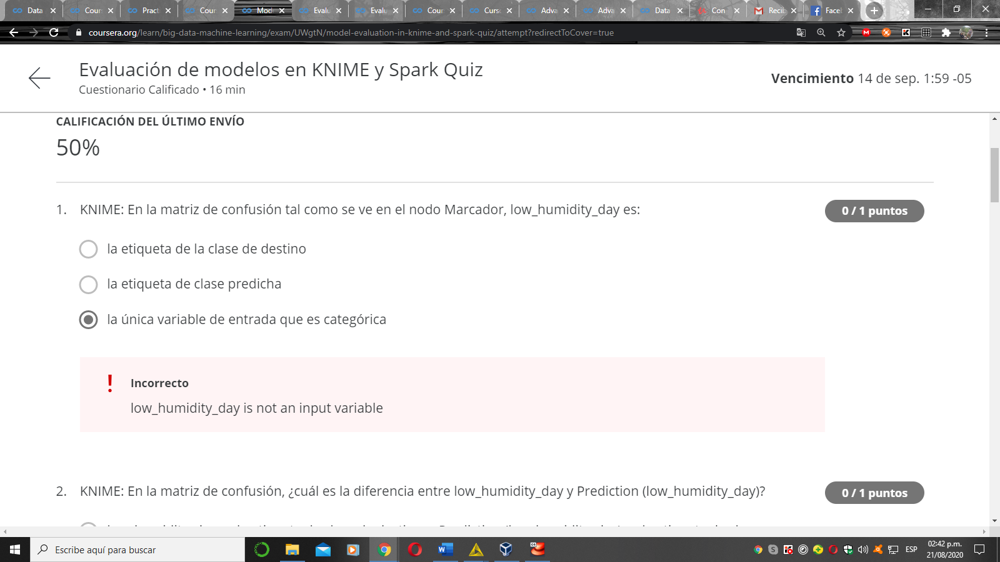 Data
Cour
Pract
Cour
Mod
Evalu
Evalu
Cour
Curso
Adva
Adva
Data
Con
Recib
Face
coursera.org/learn/big-data-machine-learning/exam/UWgtN/model-evaluation-in-knime-and-spark-quiz/attempt?redirectToCover=true
Evaluación de modelos en KNIME y Spark Quiz
Cuestionario Calificado • 16 min
Vencimiento 14 de sep. 1:59 -05
CALIFICACIÓN DEL ÚLTIMO ENVÍO
50%
1. KNIME: En la matriz de confusión tal como se ve en el nodo Marcador, low_humidity_day es:
0 / 1 puntos
la etiqueta de la clase de destino
la etiqueta de clase predicha
la única variable de entrada que es categórica
! Incorrecto
low_humidity_day is not an input variable
2. KNIME: En la matriz de confusión, ¿cuál es la diferencia entre low_humidity_day y Prediction (low_humidity_day)?
0 / 1 puntos
Escribe aquí para buscar
ESP
02:42 p.m.
21/08/2020